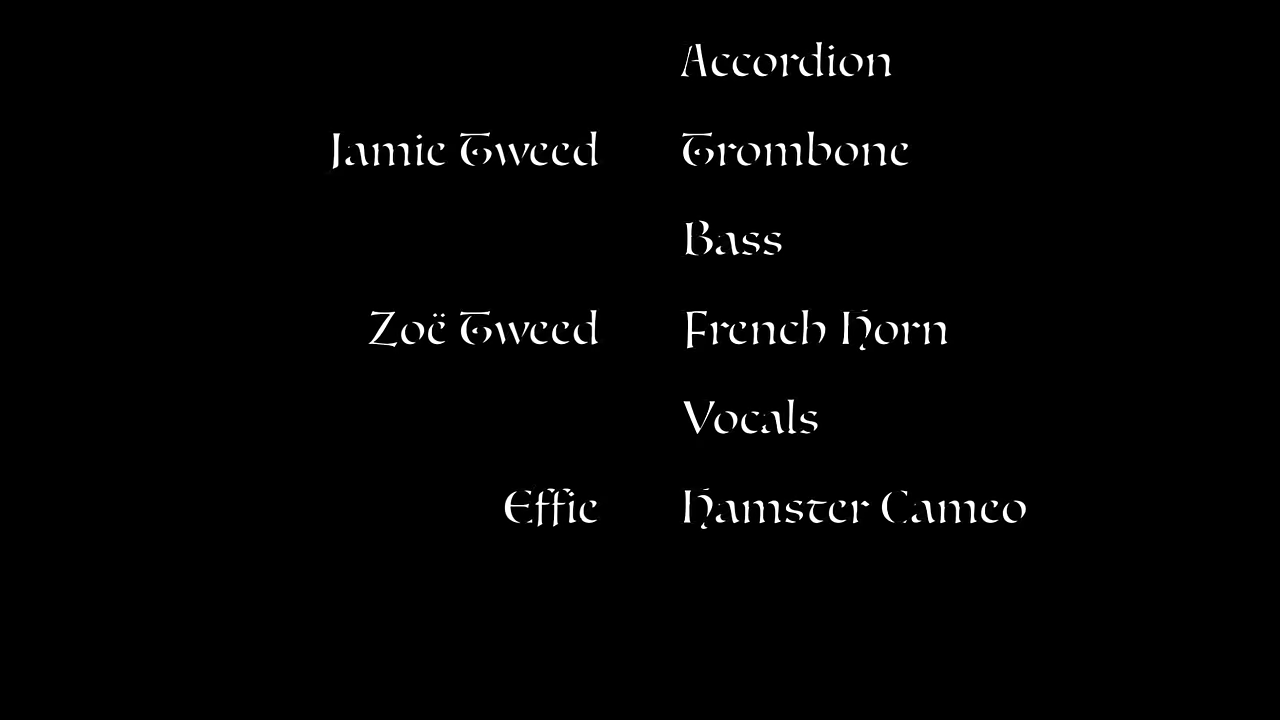 Accordion
Jamie Tweed Trombone
Bass
Zoë Tweed French Horn
Vocals
Effie Hamster Cameo